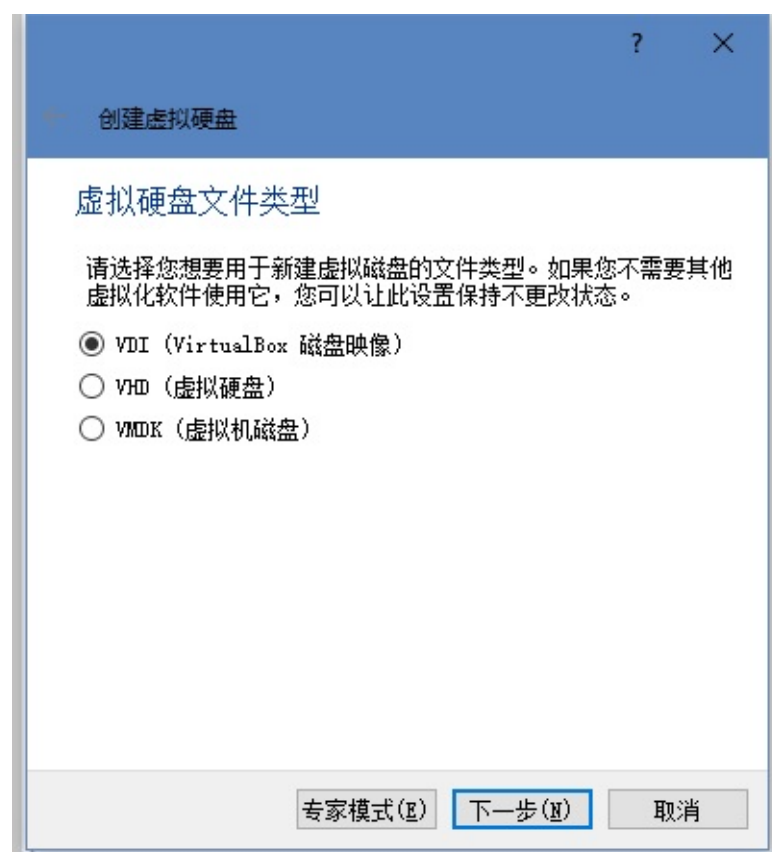 创建虚拟硬盘
虚拟硬盘文件类型
请选择您想要用于新建虚拟磁盘的文件类型。如果您不需要其他
虚拟化软件使用它，您可以让此设置保持不更改状态。
VDI (VirtualBox 磁盘映像)
VHD (虚拟硬盘)
VMDK (虚拟机磁盘)
专家模式(E) 下一步(N) 取消